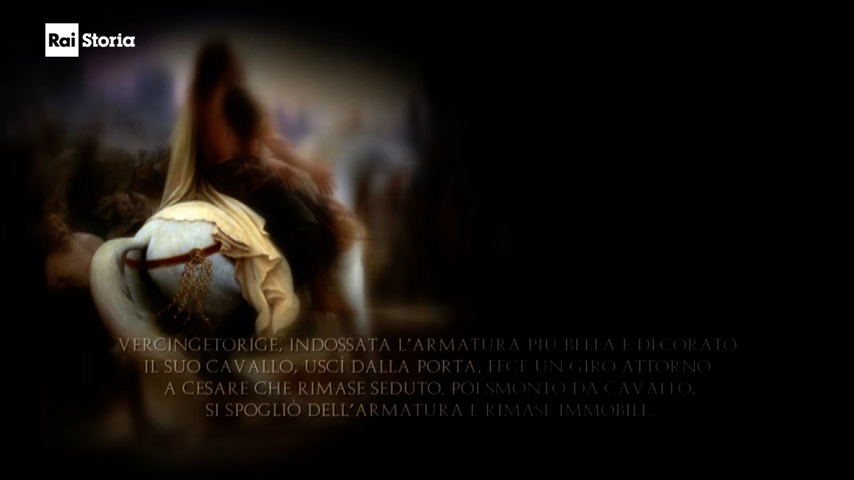 Rai Storia
VERCINGETORIGE, INDOSSATA L'ARMATURA PIÙ BELLA E DECORATO
IL SUO CAVALLO, USCÌ DALLA PORTA, FECE UN GIRO ATTORNO
A CESARE CHE RIMASE SEDUTO. POI SMONTÒ DA CAVALLO,
SI SPOGLIÒ DELL'ARMATURA E RIMASE IMMOBILE.